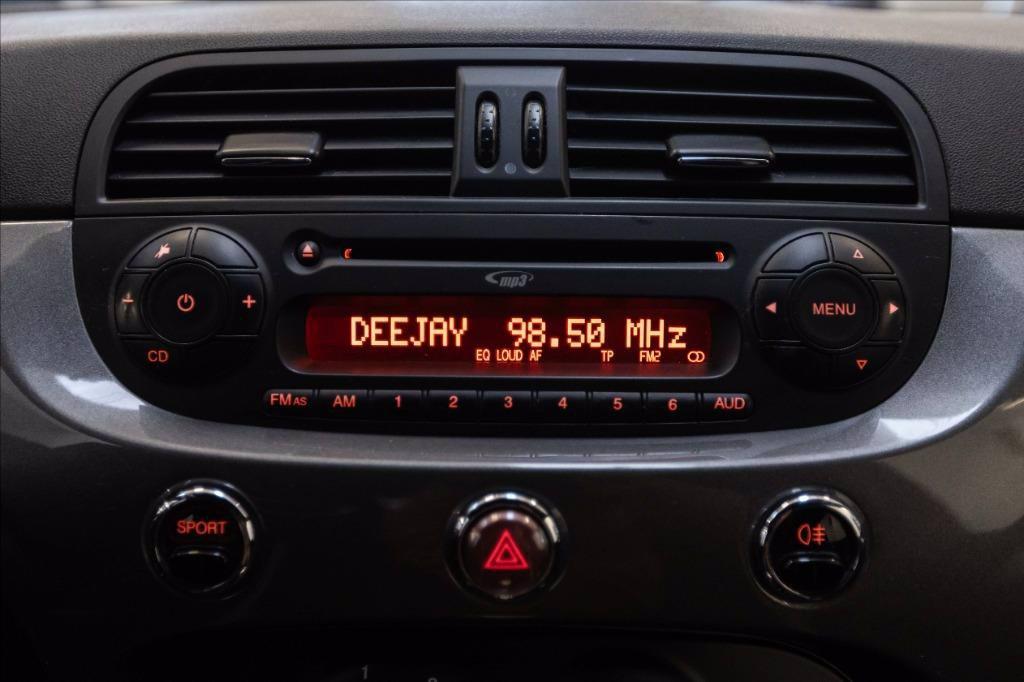 mp3
DEEJAY 98.50 MHz
EQ LOUD AF TP FM2
MENU
CD
FM AS AM 1 2 3 4 5 6 AUD
SPORT
1